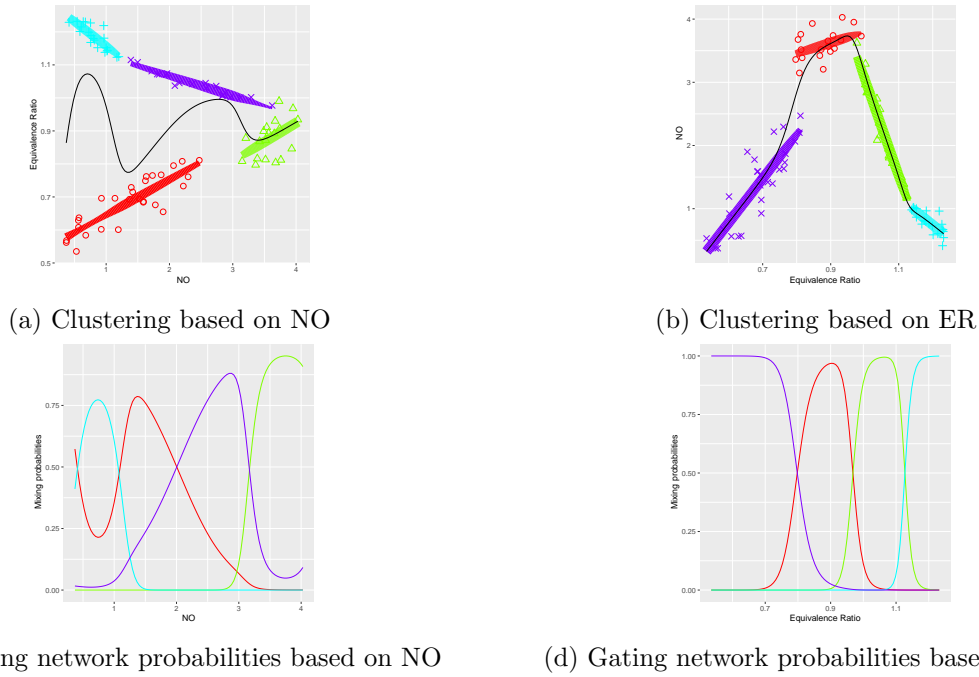 Equivalence Ratio
1.1
0.9
0.7
0.5
1
2
3
4
NO
(a) Clustering based on NO
NO
4
3
2
1
0.7
0.9
1.1
Equivalence Ratio
(b) Clustering based on ER
Mixing probabilities
1.00
0.75
0.50
0.25
0.00
1
2
3
4
NO
ng network probabilities based on NO
Mixing probabilities
1.00
0.75
0.50
0.25
0.00
0.7
0.9
1.1
Equivalence Ratio
(d) Gating network probabilities base